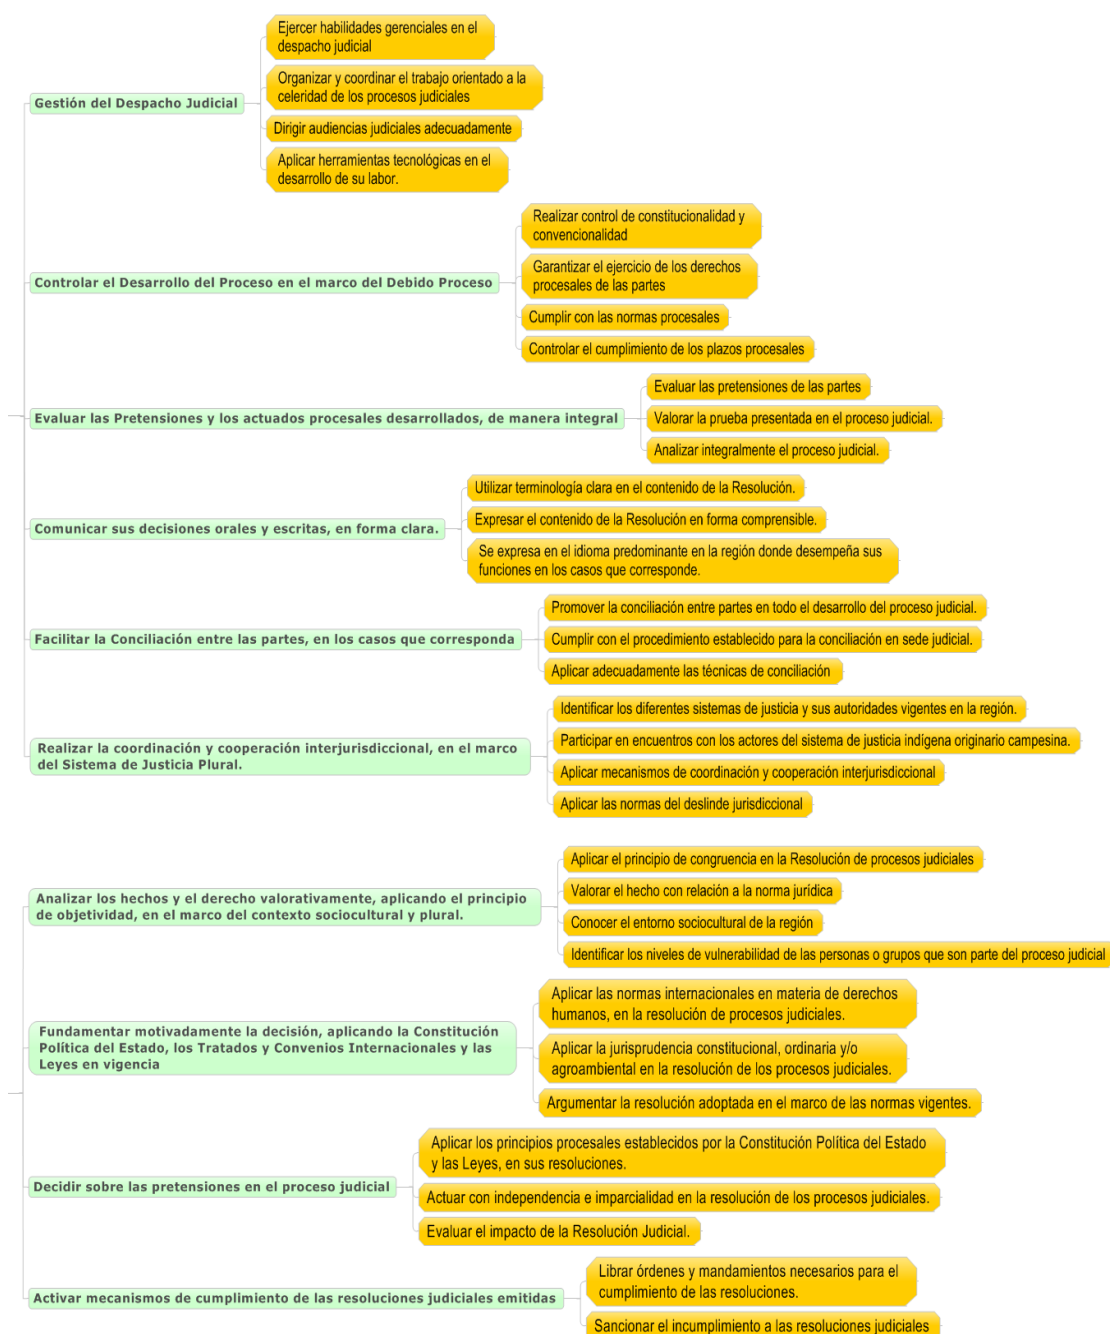 Gestión del Despacho Judicial
Ejercer habilidades gerenciales en el
despacho judicial
Organizar y coordinar el trabajo orientado a la
celeridad de los procesos judiciales
Dirigir audiencias judiciales adecuadamente
Aplicar herramientas tecnológicas en el
desarrollo de su labor.
Controlar el Desarrollo del Proceso en el marco del Debido Proceso
Realizar control de constitucionalidad y
convencionalidad
Garantizar el ejercicio de los derechos
procesales de las partes
Cumplir con las normas procesales
Controlar el cumplimiento de los plazos procesales
Evaluar las Pretensiones y los actuados procesales desarrollados, de manera integral
Evaluar las pretensiones de las partes
Valorar la prueba presentada en el proceso judicial.
Analizar integralmente el proceso judicial.
Comunicar sus decisiones orales y escritas, en forma clara.
Utilizar terminología clara en el contenido de la Resolución.
Expresar el contenido de la Resolución en forma comprensible.
Se expresa en el idioma predominante en la región donde desempeña sus
funciones en los casos que corresponde.
Facilitar la Conciliación entre las partes, en los casos que corresponda
Promover la conciliación entre partes en todo el desarrollo del proceso judicial.
Cumplir con el procedimiento establecido para la conciliación en sede judicial.
Aplicar adecuadamente las técnicas de conciliación
Realizar la coordinación y cooperación interjurisdiccional, en el marco
del Sistema de Justicia Plural.
Identificar los diferentes sistemas de justicia y sus autoridades vigentes en la región.
Participar en encuentros con los actores del sistema de justicia indígena originario campesina.
Aplicar mecanismos de coordinación y cooperación interjurisdiccional
Aplicar las normas del deslinde jurisdiccional
Analizar los hechos y el derecho valorativamente, aplicando el principio
de objetividad, en el marco del contexto sociocultural y plural.
Aplicar el principio de congruencia en la Resolución de procesos judiciales
Valorar el hecho con relación a la norma jurídica
Conocer el entorno sociocultural de la región
Identificar los niveles de vulnerabilidad de las personas o grupos que son parte del proceso judicial
Fundamentar motivadamente la decisión, aplicando la Constitución
Política del Estado, los Tratados y Convenios Internacionales y las
Leyes en vigencia
Aplicar las normas internacionales en materia de derechos
humanos, en la resolución de procesos judiciales.
Aplicar la jurisprudencia constitucional, ordinaria y/o
agroambiental en la resolución de los procesos judiciales.
Argumentar la resolución adoptada en el marco de las normas vigentes.
Decidir sobre las pretensiones en el proceso judicial
Aplicar los principios procesales establecidos por la Constitución Política del Estado
y las Leyes, en sus resoluciones.
Actuar con independencia e imparcialidad en la resolución de los procesos judiciales.
Evaluar el impacto de la Resolución Judicial.
Activar mecanismos de cumplimiento de las resoluciones judiciales emitidas
Librar órdenes y mandamientos necesarios para el
cumplimiento de las resoluciones.
Sancionar el incumplimiento a las resoluciones judiciales